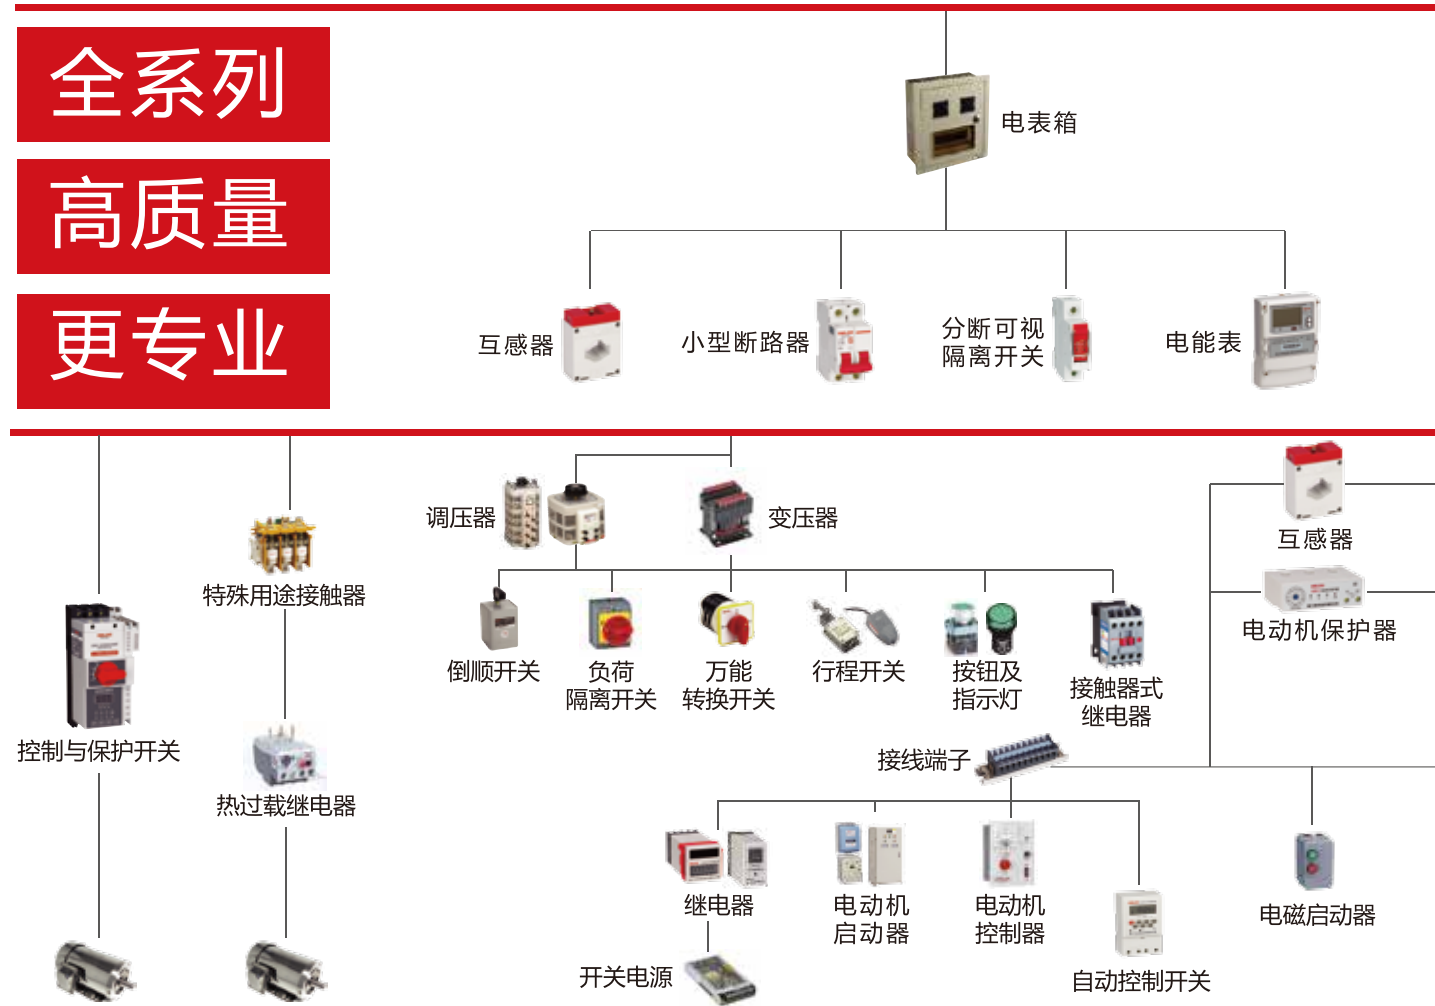 全系列
高质量
更专业
电表箱
互感器
小型断路器
分断可视
隔离开关
电能表
调压器
变压器
互感器
特殊用途接触器
电动机保护器
倒顺开关
负荷
隔离开关
万能
转换开关
行程开关
按钮及
指示灯
接触器式
继电器
控制与保护开关
接线端子
热过载继电器
继电器
电动机
启动器
电动机
控制器
电磁启动器
开关电源
自动控制开关